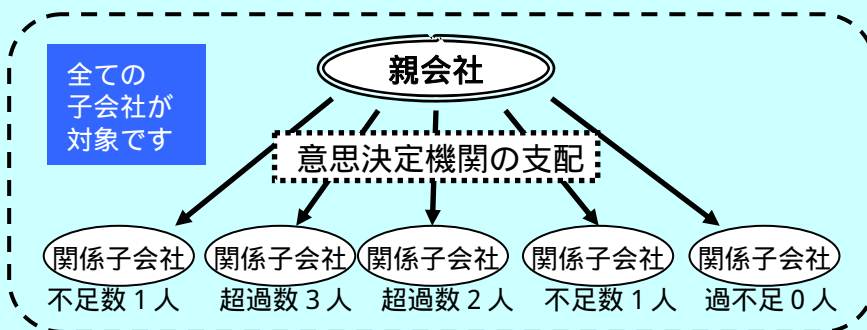 親会社
全ての
子会社が
対象です
意思決定機関の支配
関係子会社 関係子会社 関係子会社 関係子会社 関係子会社
不足数1人 超過数3人 超過数2人 不足数1人 過不足0人